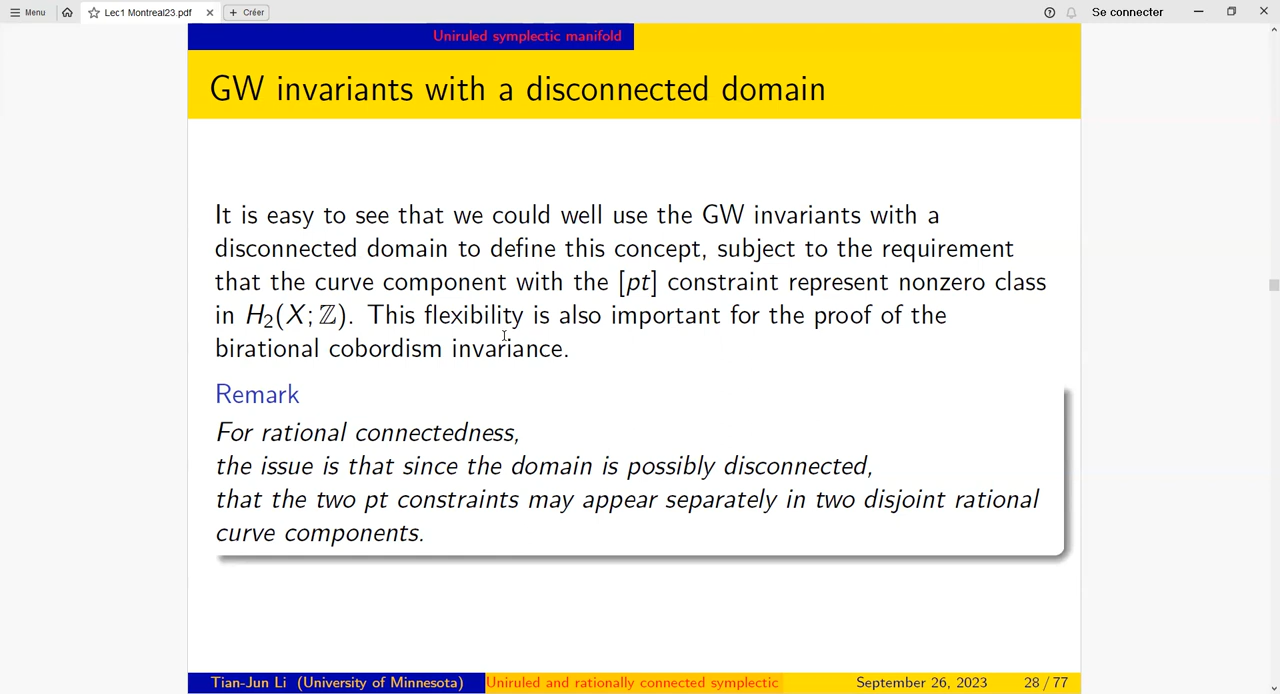 Menu
Lec1 Montreal23.pdf
+ Créer
Se connecter
Uniruled symplectic manifold
GW invariants with a disconnected domain
It is easy to see that we could well use the GW invariants with a
disconnected domain to define this concept, subject to the requirement
that the curve component with the [pt] constraint represent nonzero class
in H₂(X; ℤ). This flexibility is also important for the proof of the
birational cobordism invariance.
Remark
For rational connectedness,
the issue is that since the domain is possibly disconnected,
that the two pt constraints may appear separately in two disjoint rational
curve components.
Tian-Jun Li (University of Minnesota)
Uniruled and rationally connected symplectic
September 26, 2023
28 / 77